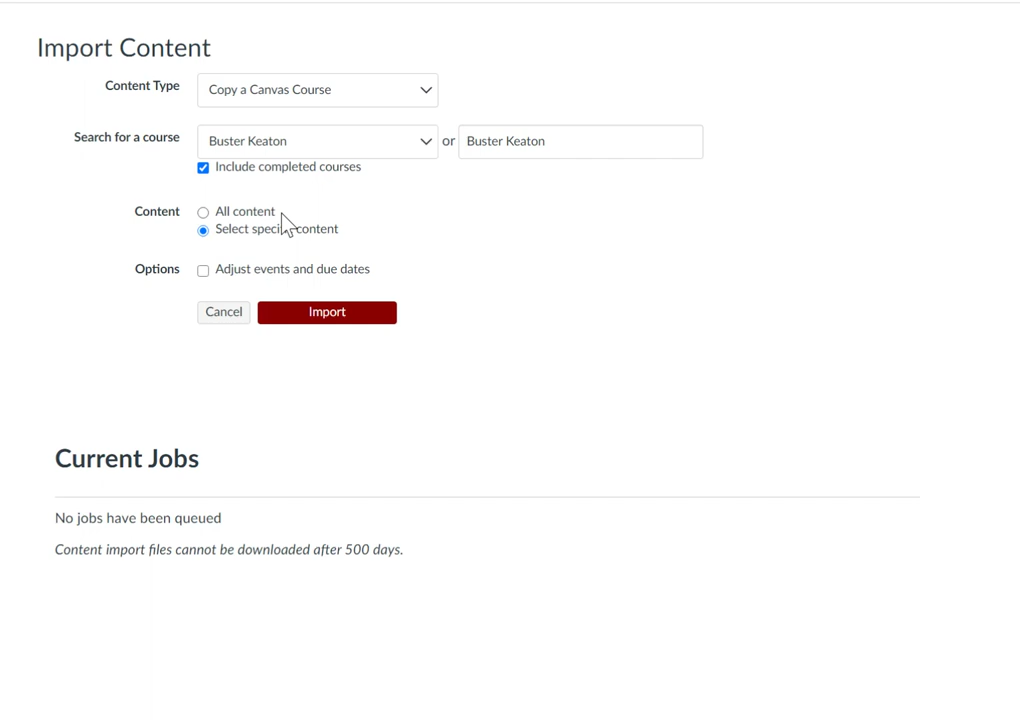 Import Content
Content Type Copy a Canvas Course
Search for a course Buster Keaton or Buster Keaton
Include completed courses
Content All content
Select specific content
Options Adjust events and due dates
Cancel Import
Current Jobs
No jobs have been queued
Content import files cannot be downloaded after 500 days.